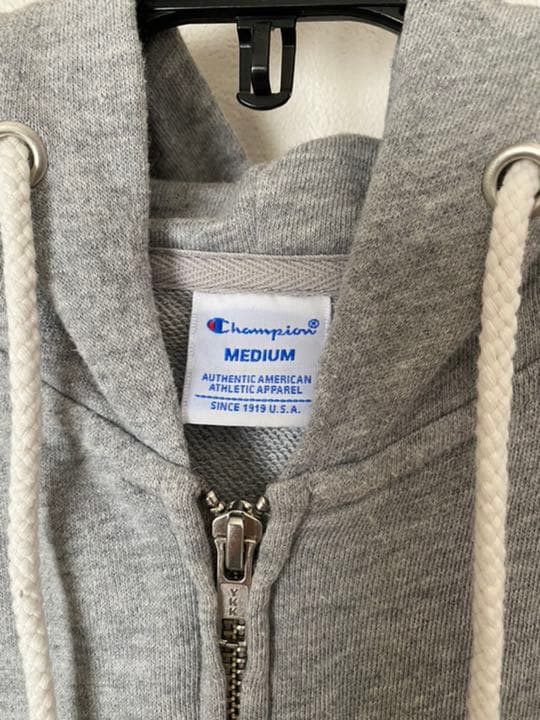 Champion®
MEDIUM
AUTHENTIC AMERICAN
ATHLETIC APPAREL
SINCE 1919 U.S.A.
YKK